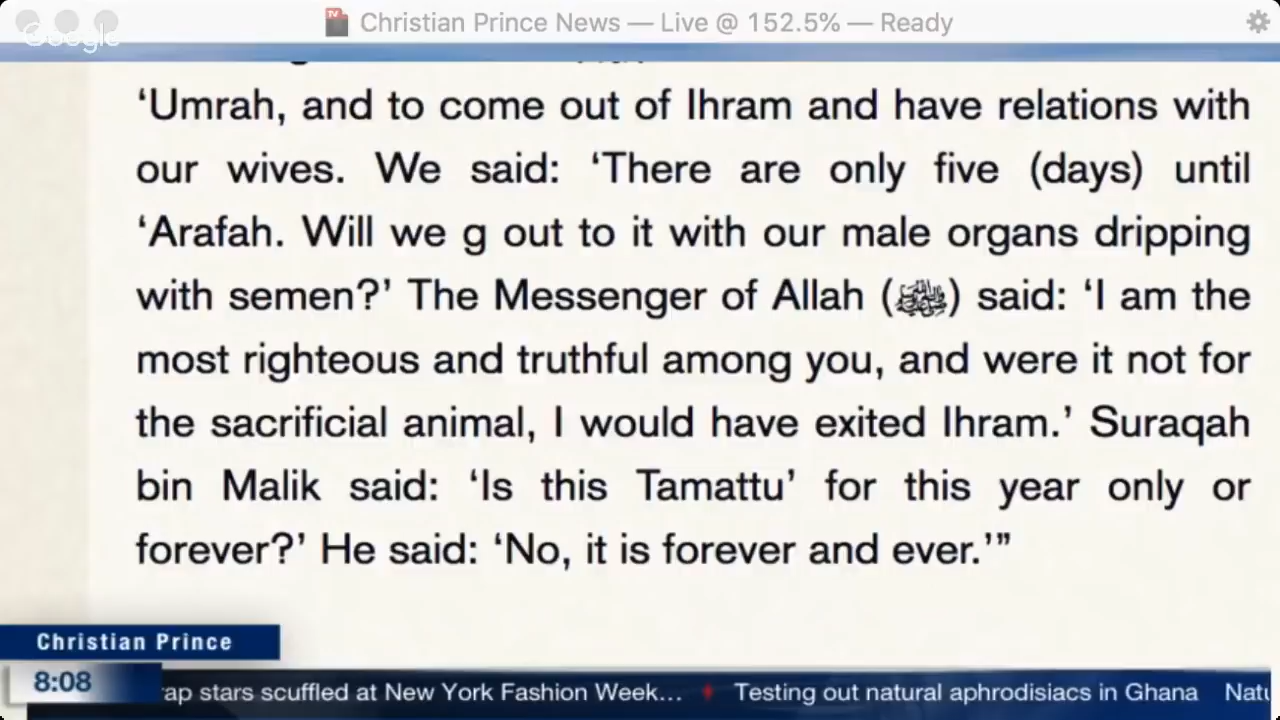 Christian Prince News — Live @ 152.5% — Ready
Google
‘Umrah, and to come out of Ihram and have relations with
our wives. We said: ‘There are only five (days) until
‘Arafah. Will we g out to it with our male organs dripping
with semen?’ The Messenger of Allah (ﷺ) said: ‘I am the
most righteous and truthful among you, and were it not for
the sacrificial animal, I would have exited Ihram.’ Suraqah
bin Malik said: ‘Is this Tamattu’ for this year only or
forever?’ He said: ‘No, it is forever and ever.’”
Christian Prince
8:08
rap stars scuffled at New York Fashion Week... Testing out natural aphrodisiacs in Ghana Natu